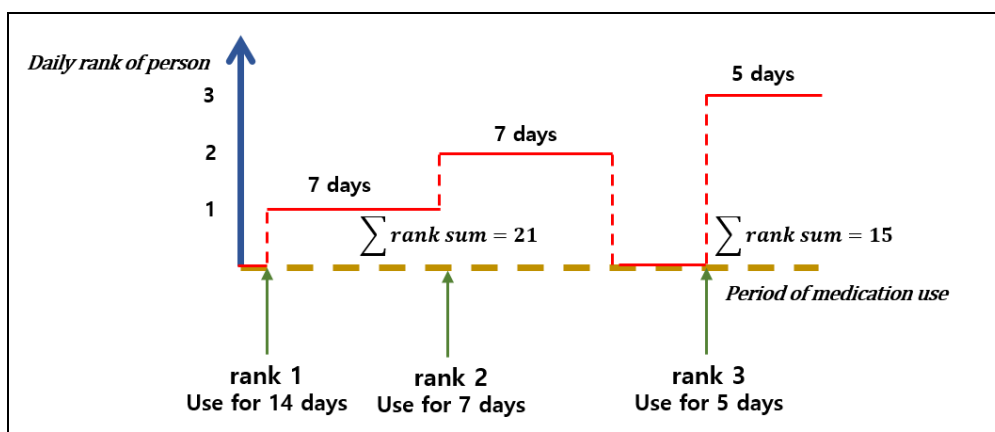 Daily rank of person
5 days
3
7 days
2
7 days
1
∑ rank sum = 21
∑ rank sum = 15
Period of medication use
rank 1
Use for 14 days
rank 2
Use for 7 days
rank 3
Use for 5 days